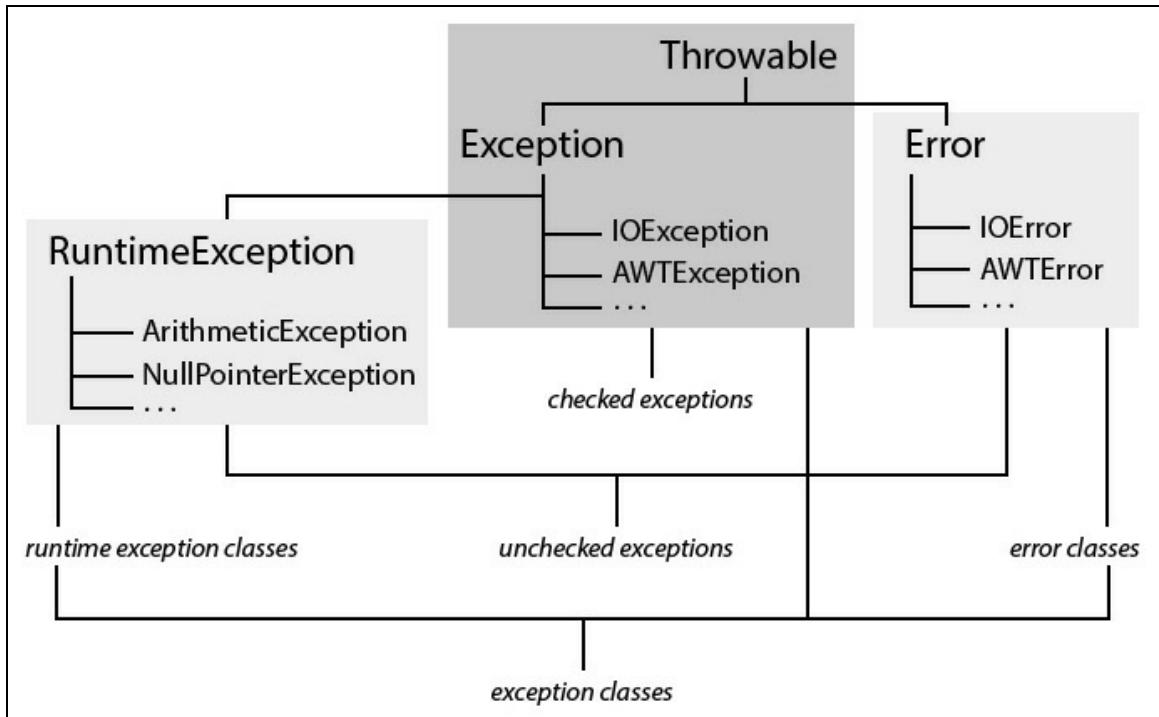 Throwable
Exception
Error
IOException
IOError
RuntimeException
AWTException
AWTError
...
...
ArithmeticException
NullPointerException
...
checked exceptions
runtime exception classes
unchecked exceptions
error classes
exception classes